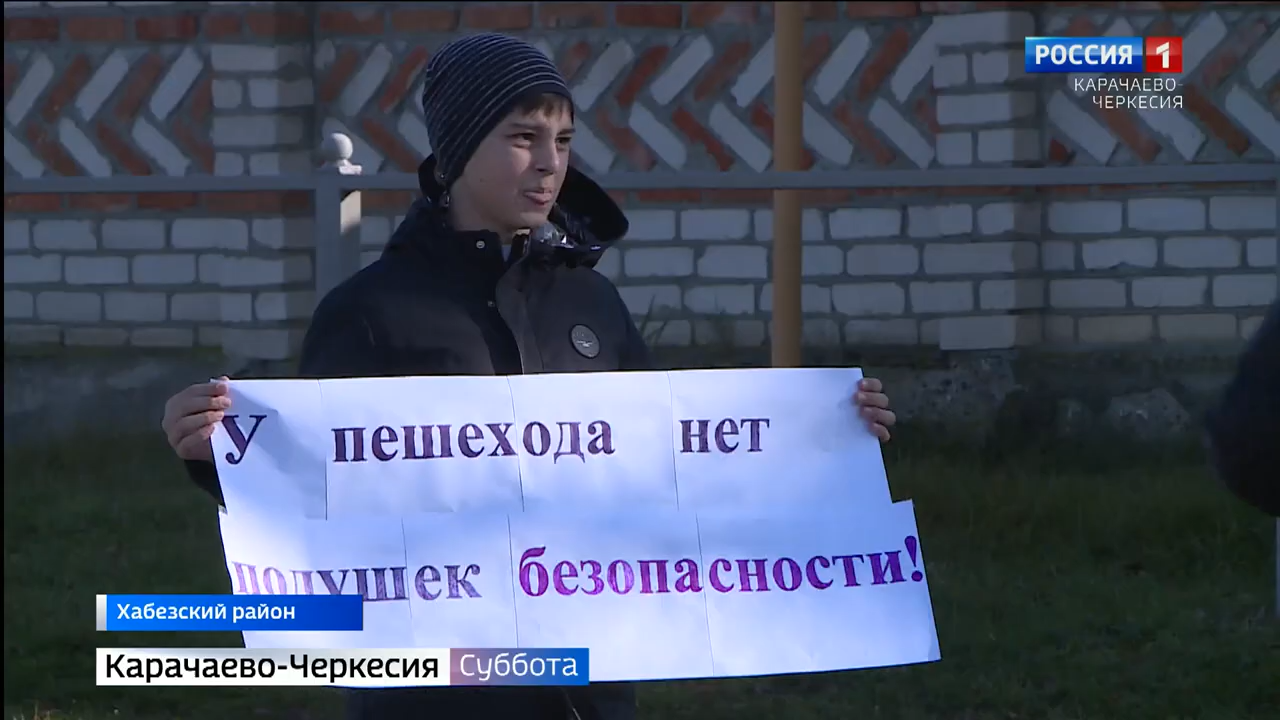 РОССИЯ 1
КАРАЧАЕВО-
ЧЕРКЕСИЯ
У пешехода нет
подушек безопасности!
Хабезский район
Карачаево-Черкесия Суббота